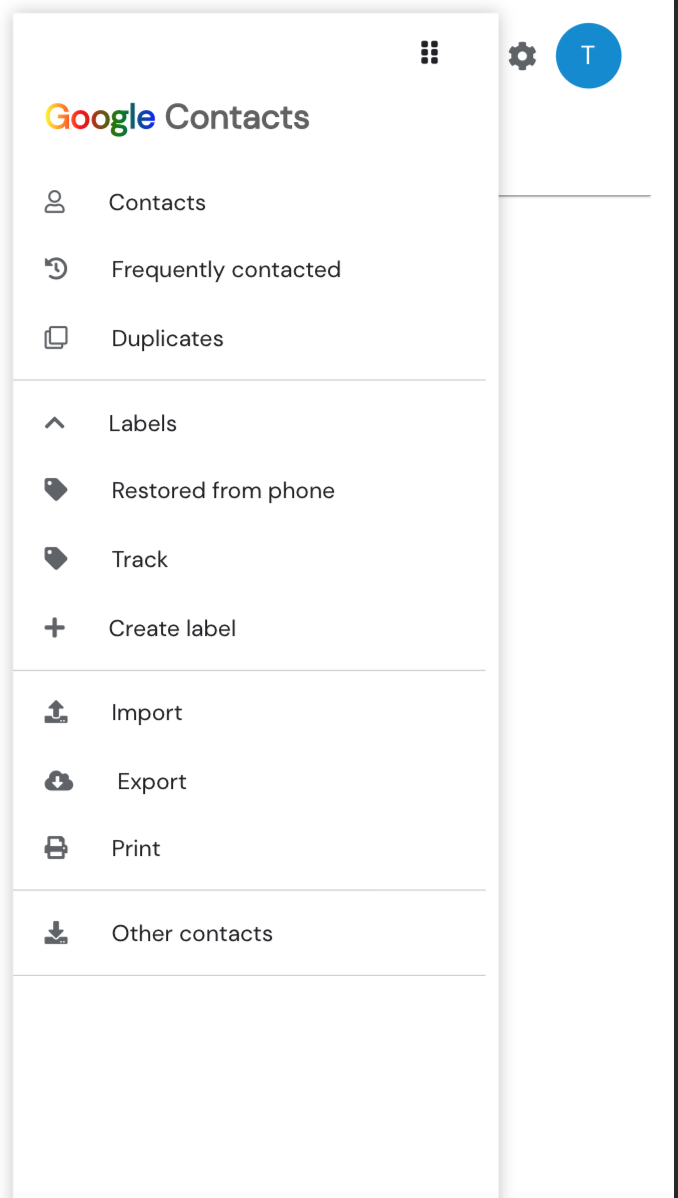 T
Google Contacts
Contacts
Frequently contacted
Duplicates
Labels
Restored from phone
Track
Create label
Import
Export
Print
Other contacts